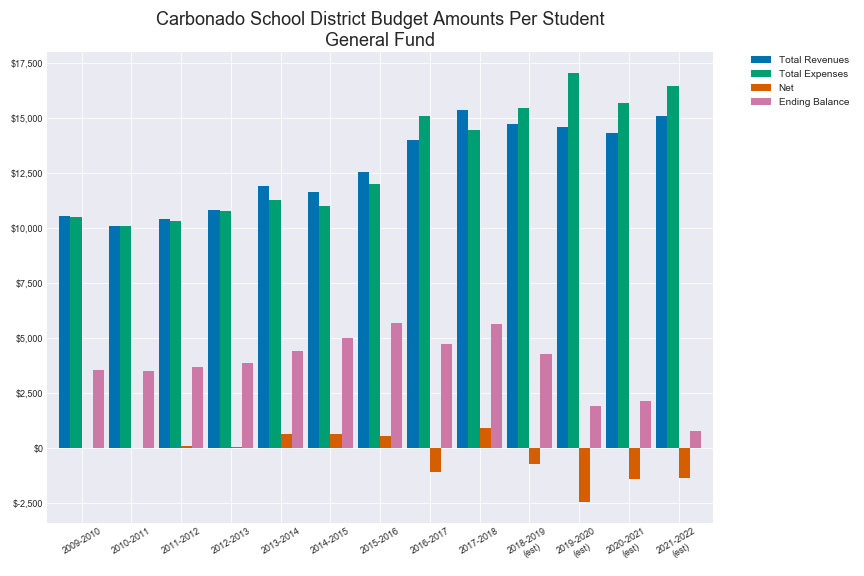 Carbonado School District Budget Amounts Per Student
General Fund
Total Revenues
Total Expenses
Net
Ending Balance
$17,500
$15,000
$12,500
$10,000
$7,500
$5,000
$2,500
$0
$-2,500
2009-2010
2010-2011
2011-2012
2012-2013
2013-2014
2014-2015
2015-2016
2016-2017
2017-2018
2018-2019
(est)
2019-2020
(est)
2020-2021
(est)
2021-2022
(est)